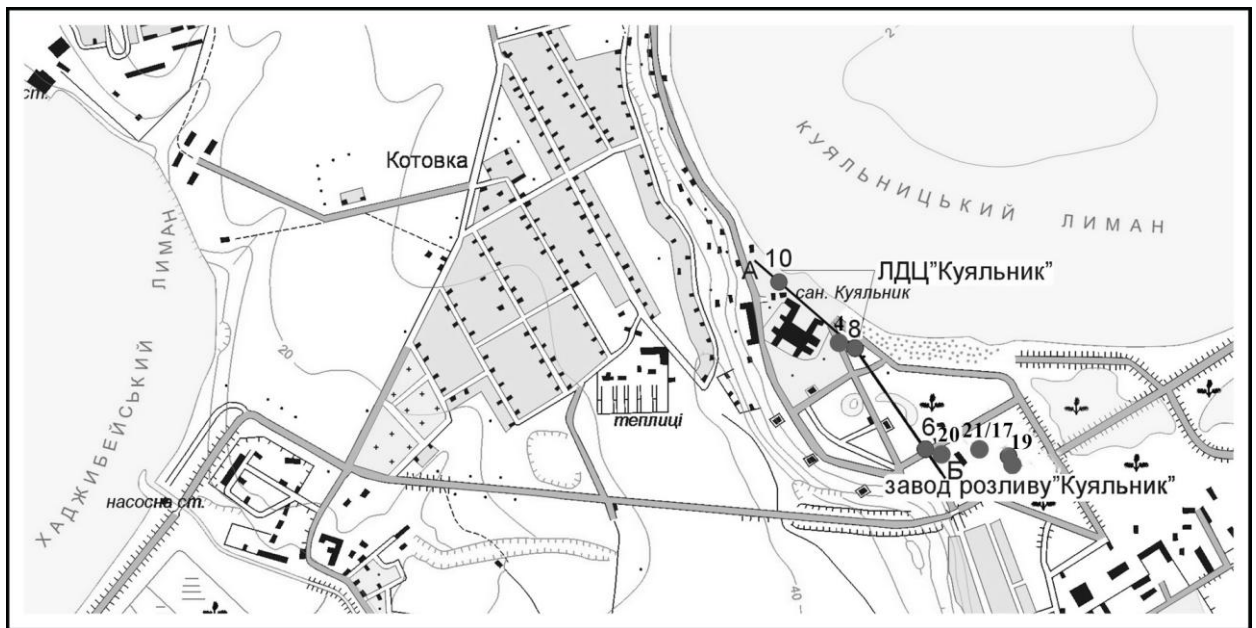 2
КУЯЛЬНИЦЬКИЙ ЛИМАН
ст.
Котовка
А 10
ЛДЦ"Куяльник"
сан. Куяльник
4 8
20
ХАДЖИБЕЙСЬКИЙ ЛИМАН
теплиці
6 20 21/17 19
Б
завод розливу"Куяльник"
насосна ст.
40